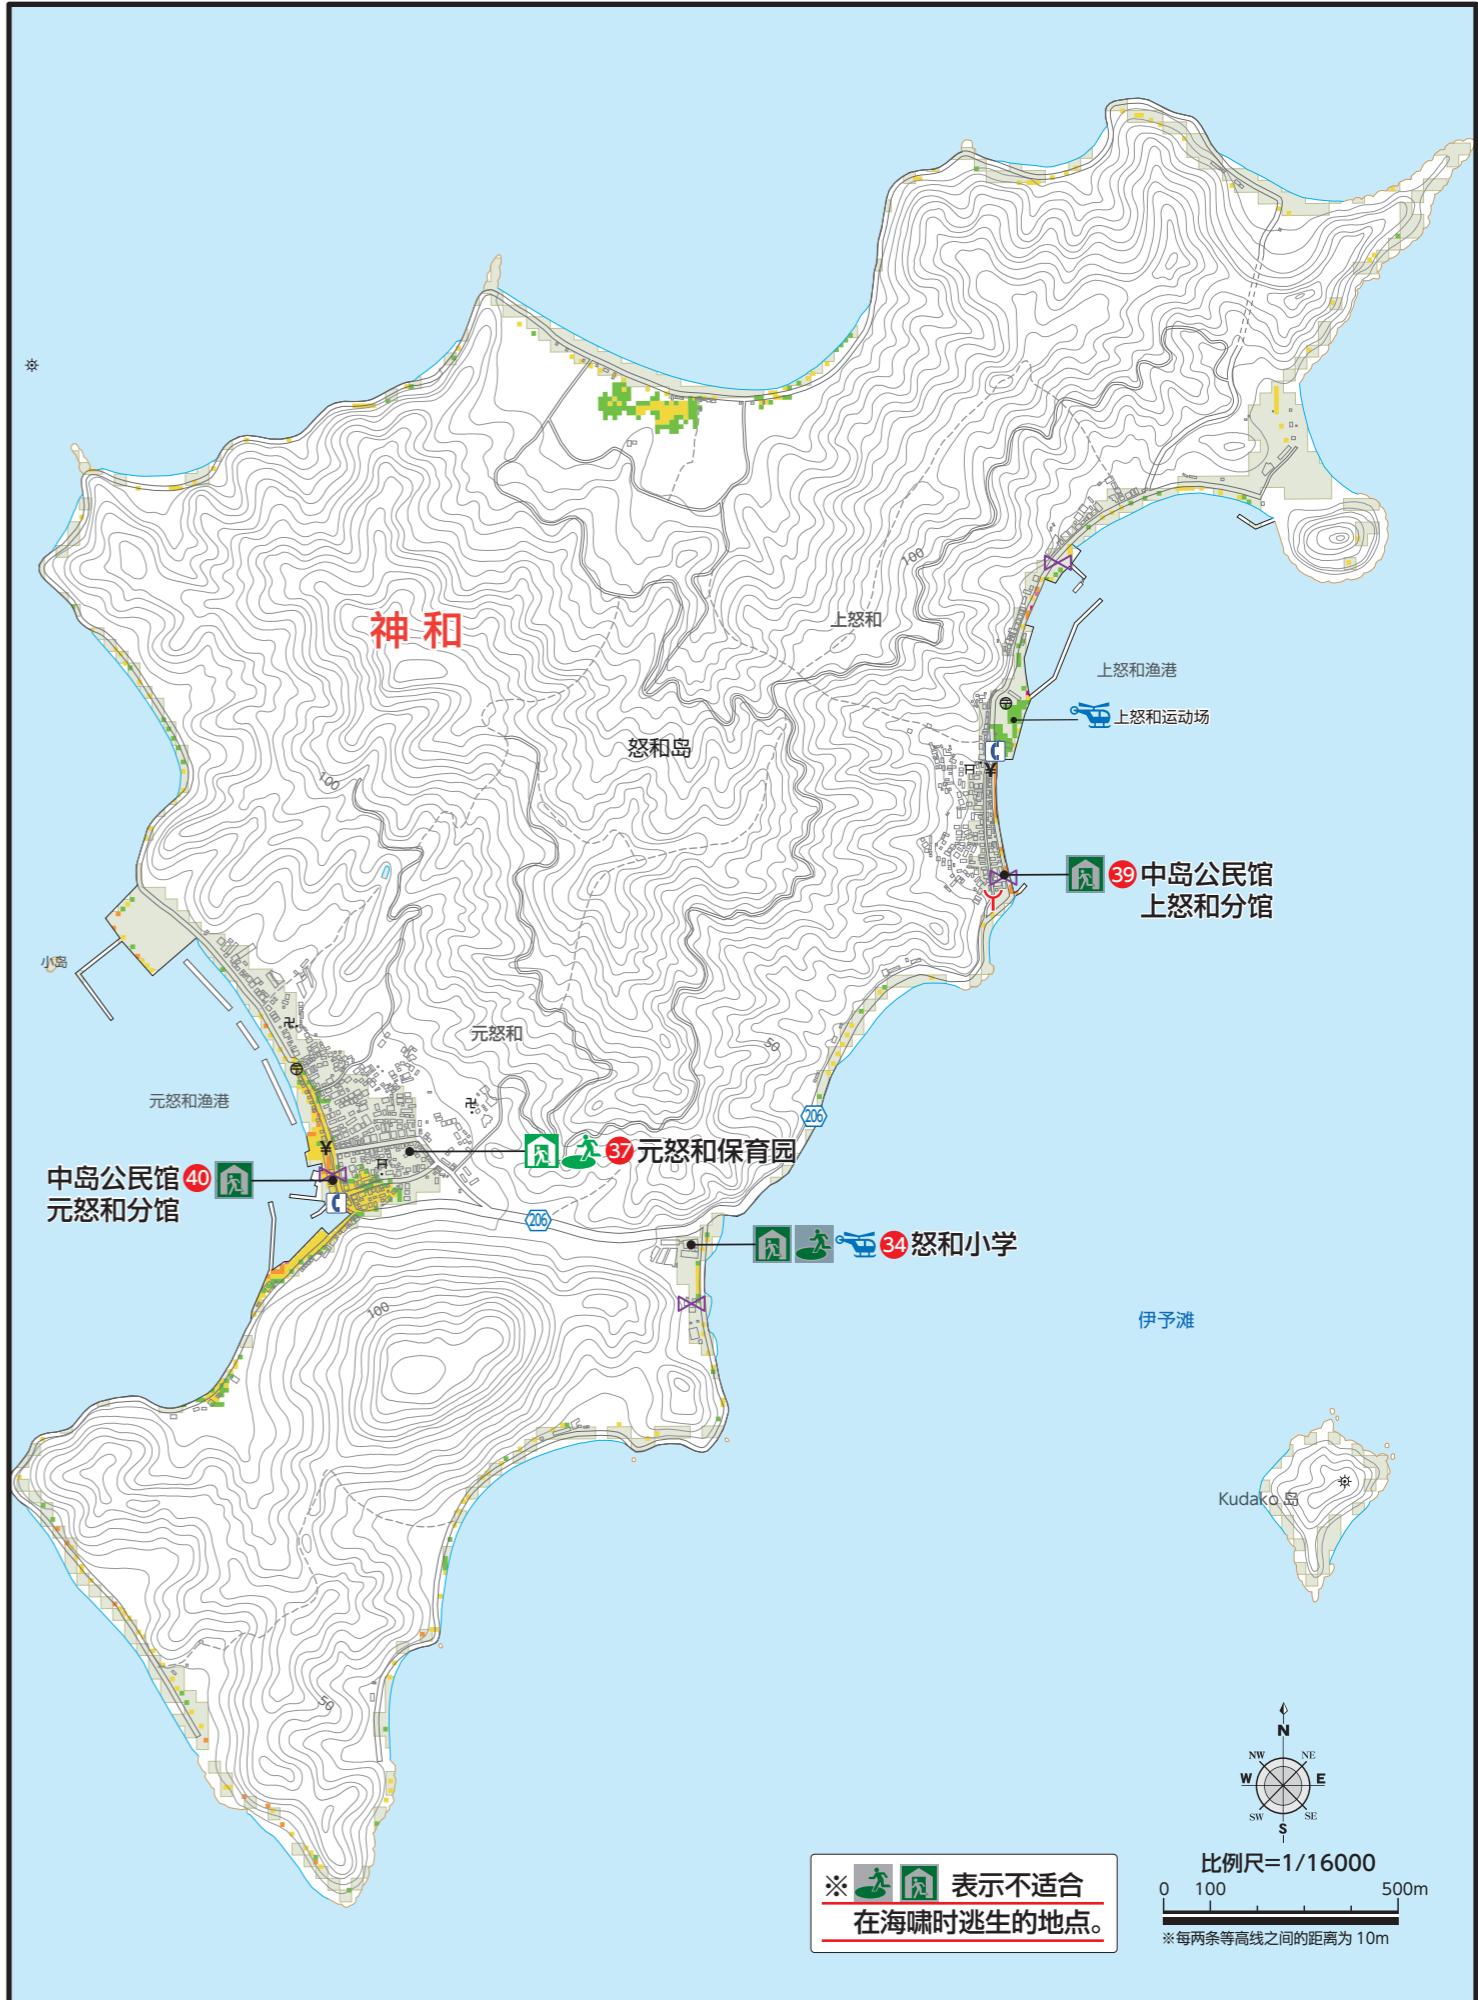 神和
上怒和
100
上怒和渔港
上怒和运动场
怒和岛
100
¥
39 中岛公民馆
上怒和分馆
小岛
元怒和
50
元怒和渔港
206
¥
37 元怒和保育园
中岛公民馆 40
元怒和分馆
206
34 怒和小学
100
伊予滩
Kudako 岛
50
N
NW NE
W E
SW SE
S
比例尺=1/16000
0 100 500m
※每两条等高线之间的距离为 10m
※ 表示不适合
在海啸时逃生的地点。